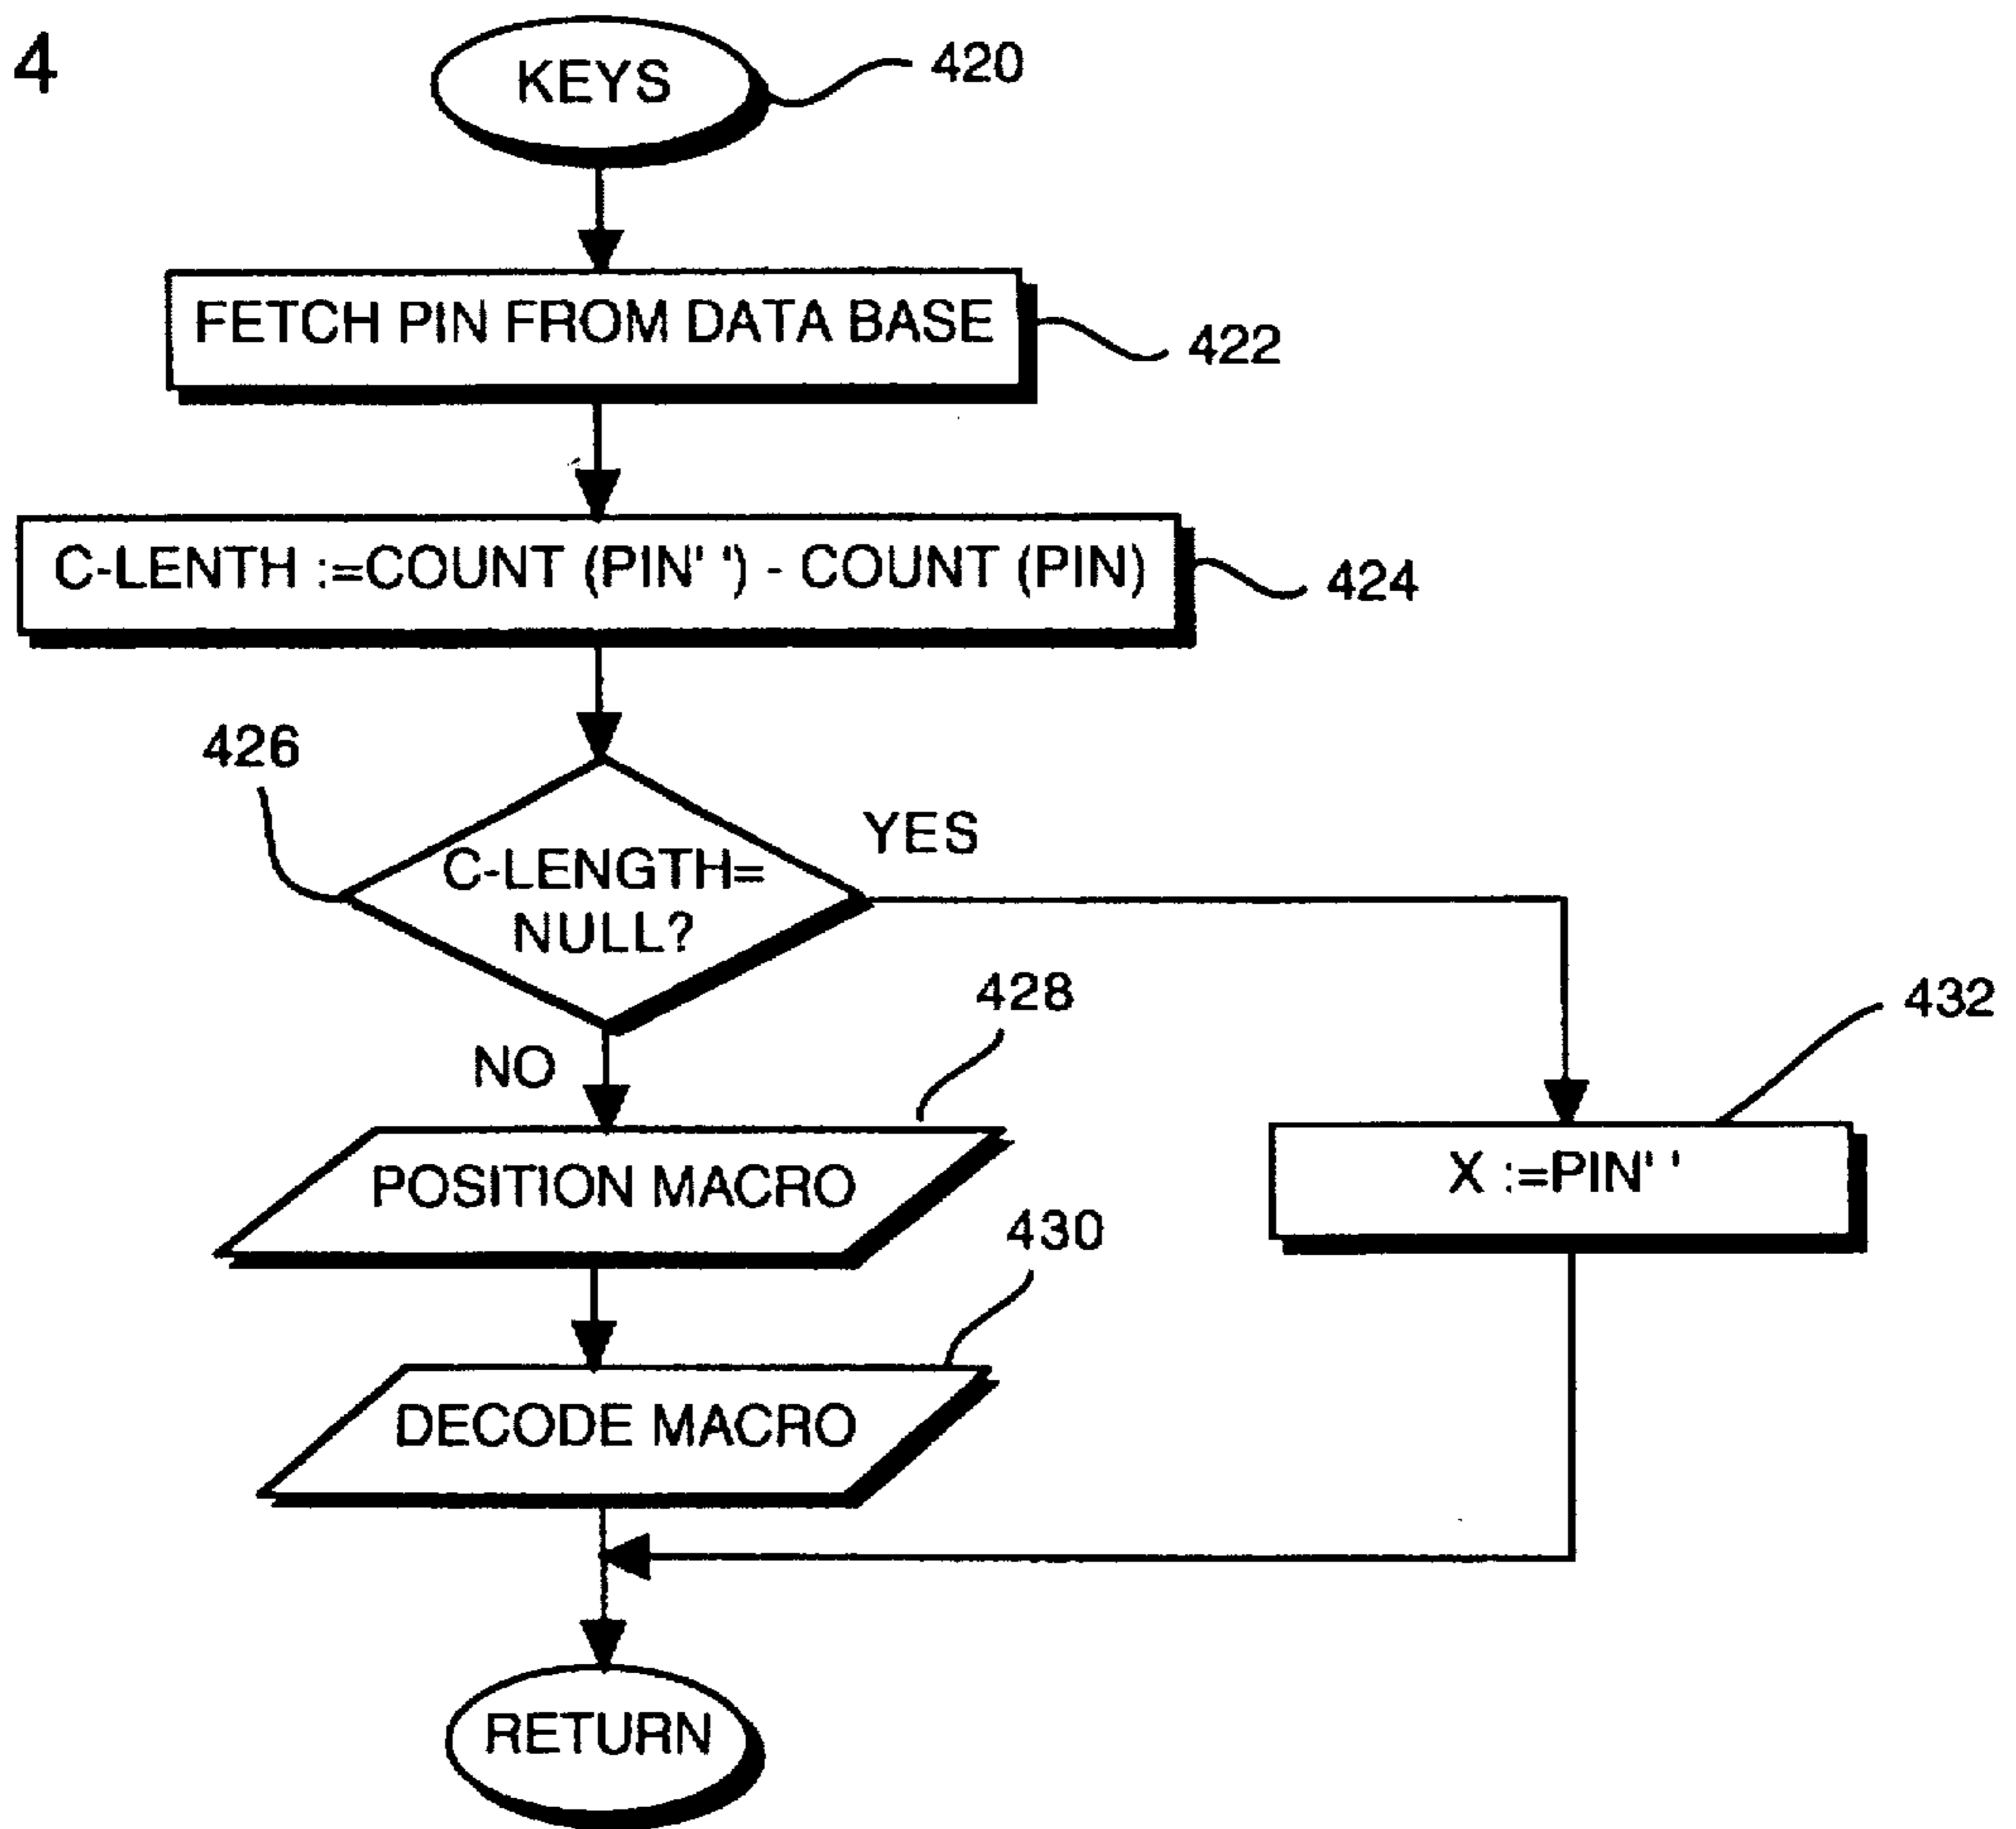 4
KEYS
420
FETCH PIN FROM DATA BASE
422
C-LENTH :=COUNT (PIN' ') - COUNT (PIN)
424
426
YES
C-LENGTH=
NULL?
428
432
NO
POSITION MACRO
X :=PIN' '
430
DECODE MACRO
RETURN